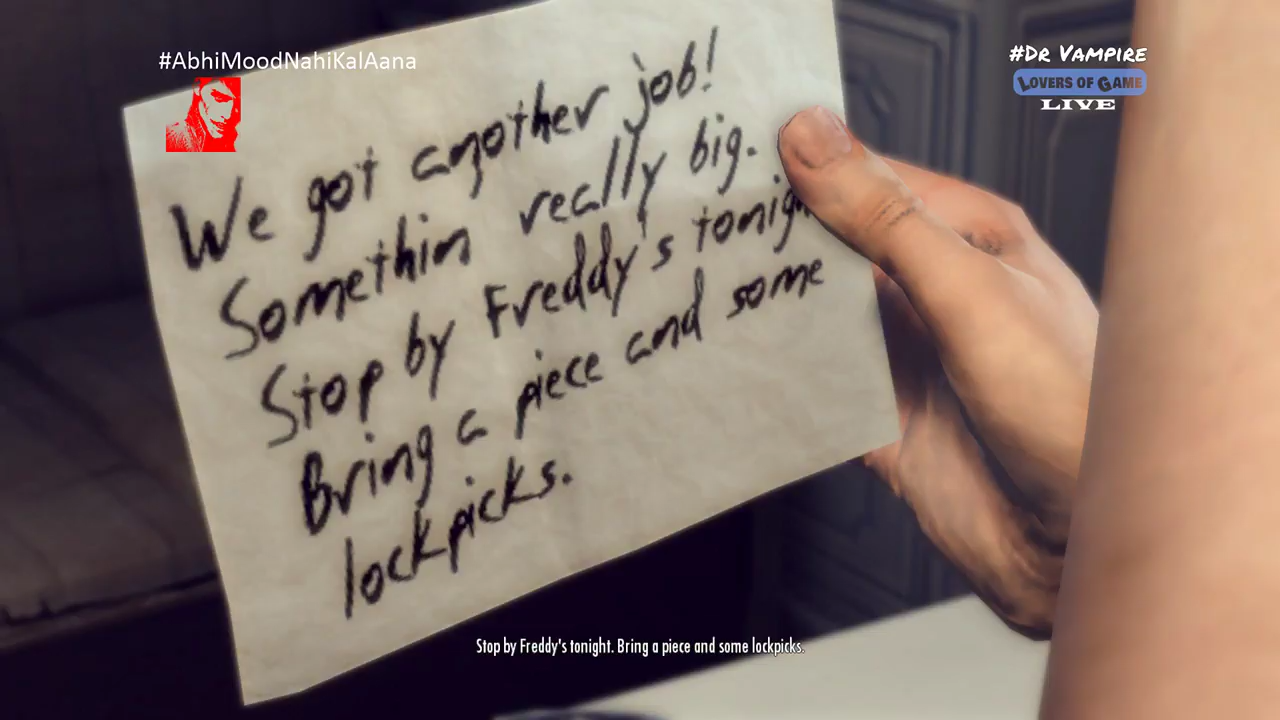 #AbhiMoodNahiKalAana
#Dr Vampire
Lovers of Game
LIVE
We got another job!
Somethin really big.
Stop by Freddy's tonigh
Bring a piece and some
lockpicks.
Stop by Freddy's tonight. Bring a piece and some lockpicks.